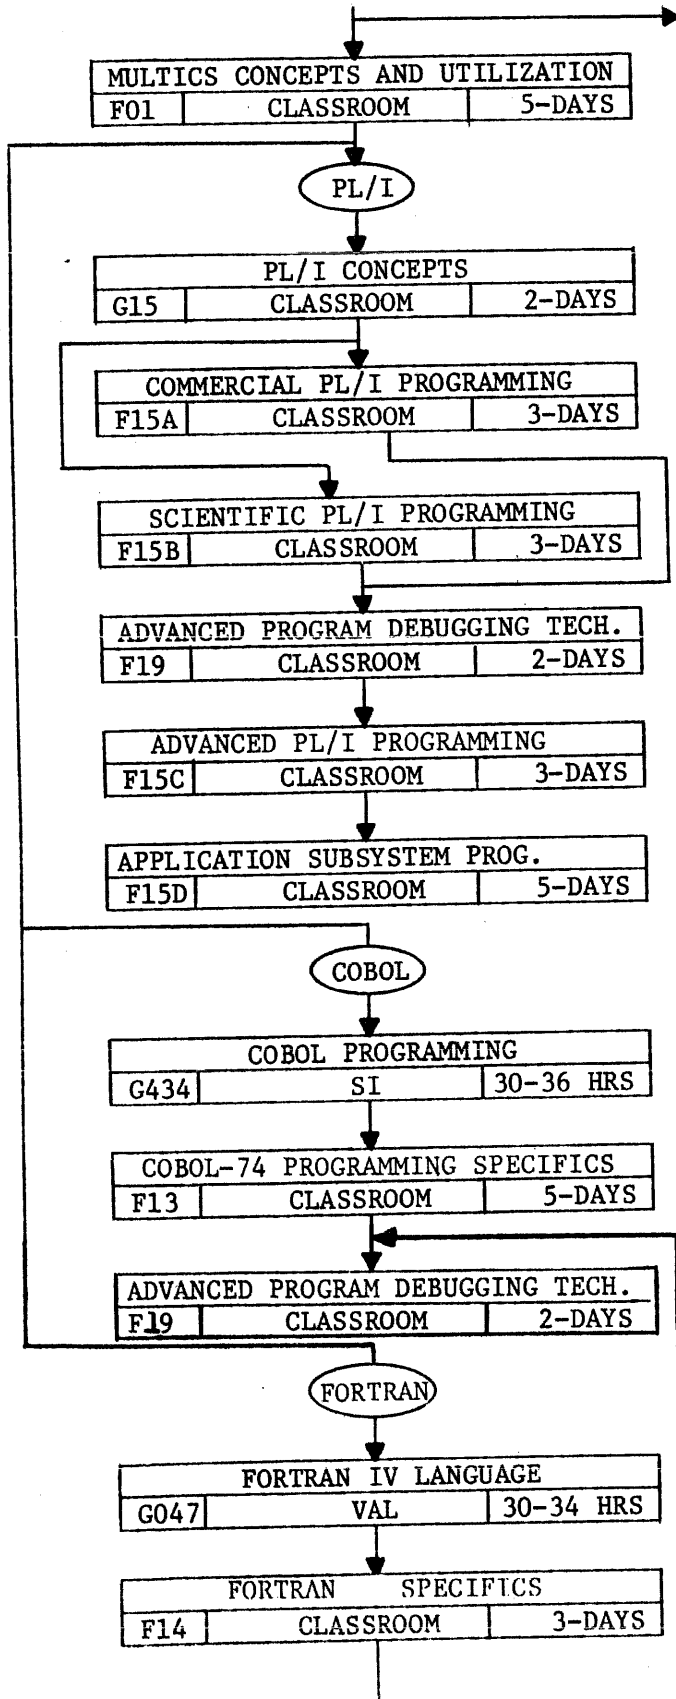 MULTICS CONCEPTS AND UTILIZATION
F01 CLASSROOM 5-DAYS
PL/I
PL/I CONCEPTS
G15 CLASSROOM 2-DAYS
COMMERCIAL PL/I PROGRAMMING
F15A CLASSROOM 3-DAYS
SCIENTIFIC PL/I PROGRAMMING
F15B CLASSROOM 3-DAYS
ADVANCED PROGRAM DEBUGGING TECH.
F19 CLASSROOM 2-DAYS
ADVANCED PL/I PROGRAMMING
F15C CLASSROOM 3-DAYS
APPLICATION SUBSYSTEM PROG.
F15D CLASSROOM 5-DAYS
COBOL
COBOL PROGRAMMING
G434 SI 30-36 HRS
COBOL-74 PROGRAMMING SPECIFICS
F13 CLASSROOM 5-DAYS
ADVANCED PROGRAM DEBUGGING TECH.
F19 CLASSROOM 2-DAYS
FORTRAN
FORTRAN IV LANGUAGE
G047 VAL 30-34 HRS
FORTRAN SPECIFICS
F14 CLASSROOM 3-DAYS